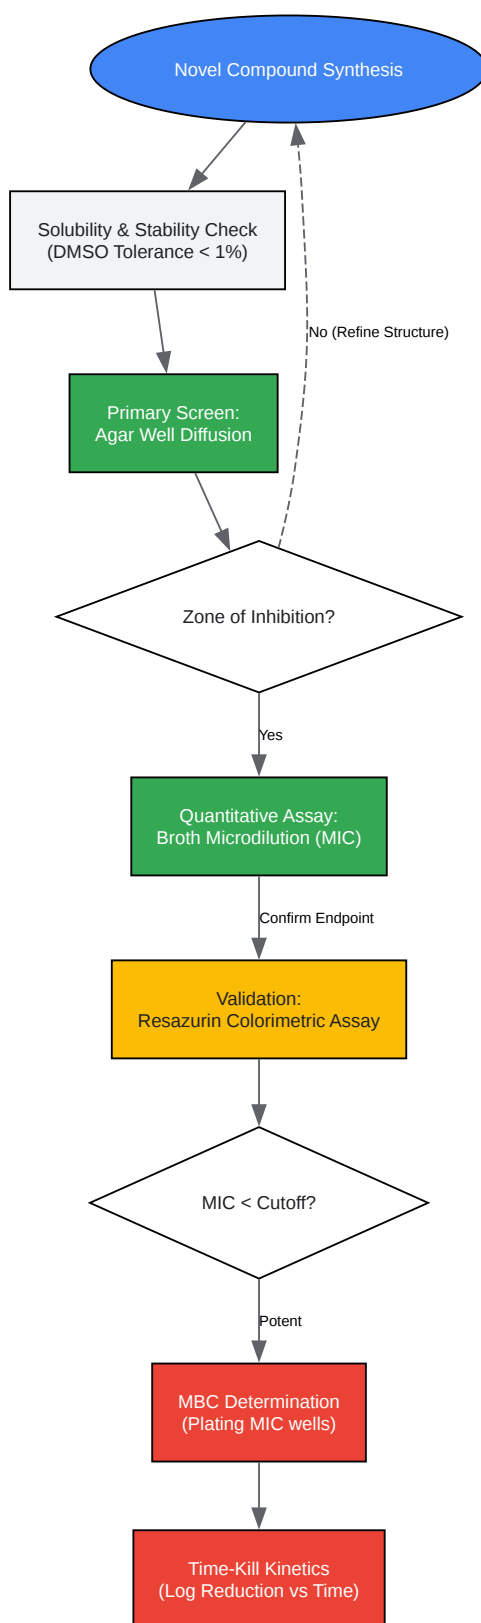 Novel Compound Synthesis
Solubility & Stability Check
(DMSO Tolerance < 1%)
No (Refine Structure)
Primary Screen:
Agar Well Diffusion
Zone of Inhibition?
Yes
Quantitative Assay:
Broth Microdilution (MIC)
Confirm Endpoint
Validation:
Resazurin Colorimetric Assay
MIC < Cutoff?
Potent
MBC Determination
(Plating MIC wells)
Time-Kill Kinetics
(Log Reduction vs Time)